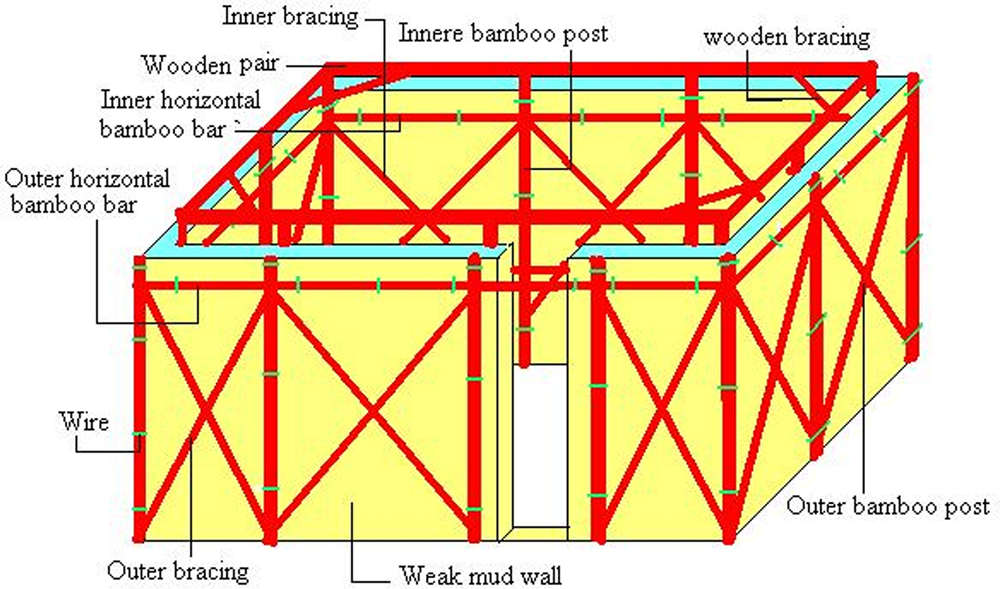 Inner bracing
Innere bamboo post
wooden bracing
Wooden pair
Inner horizontal
bamboo bar `
Outer horizontal
bamboo bar
Wire
Outer bamboo post
Outer bracing
Weak mud wall